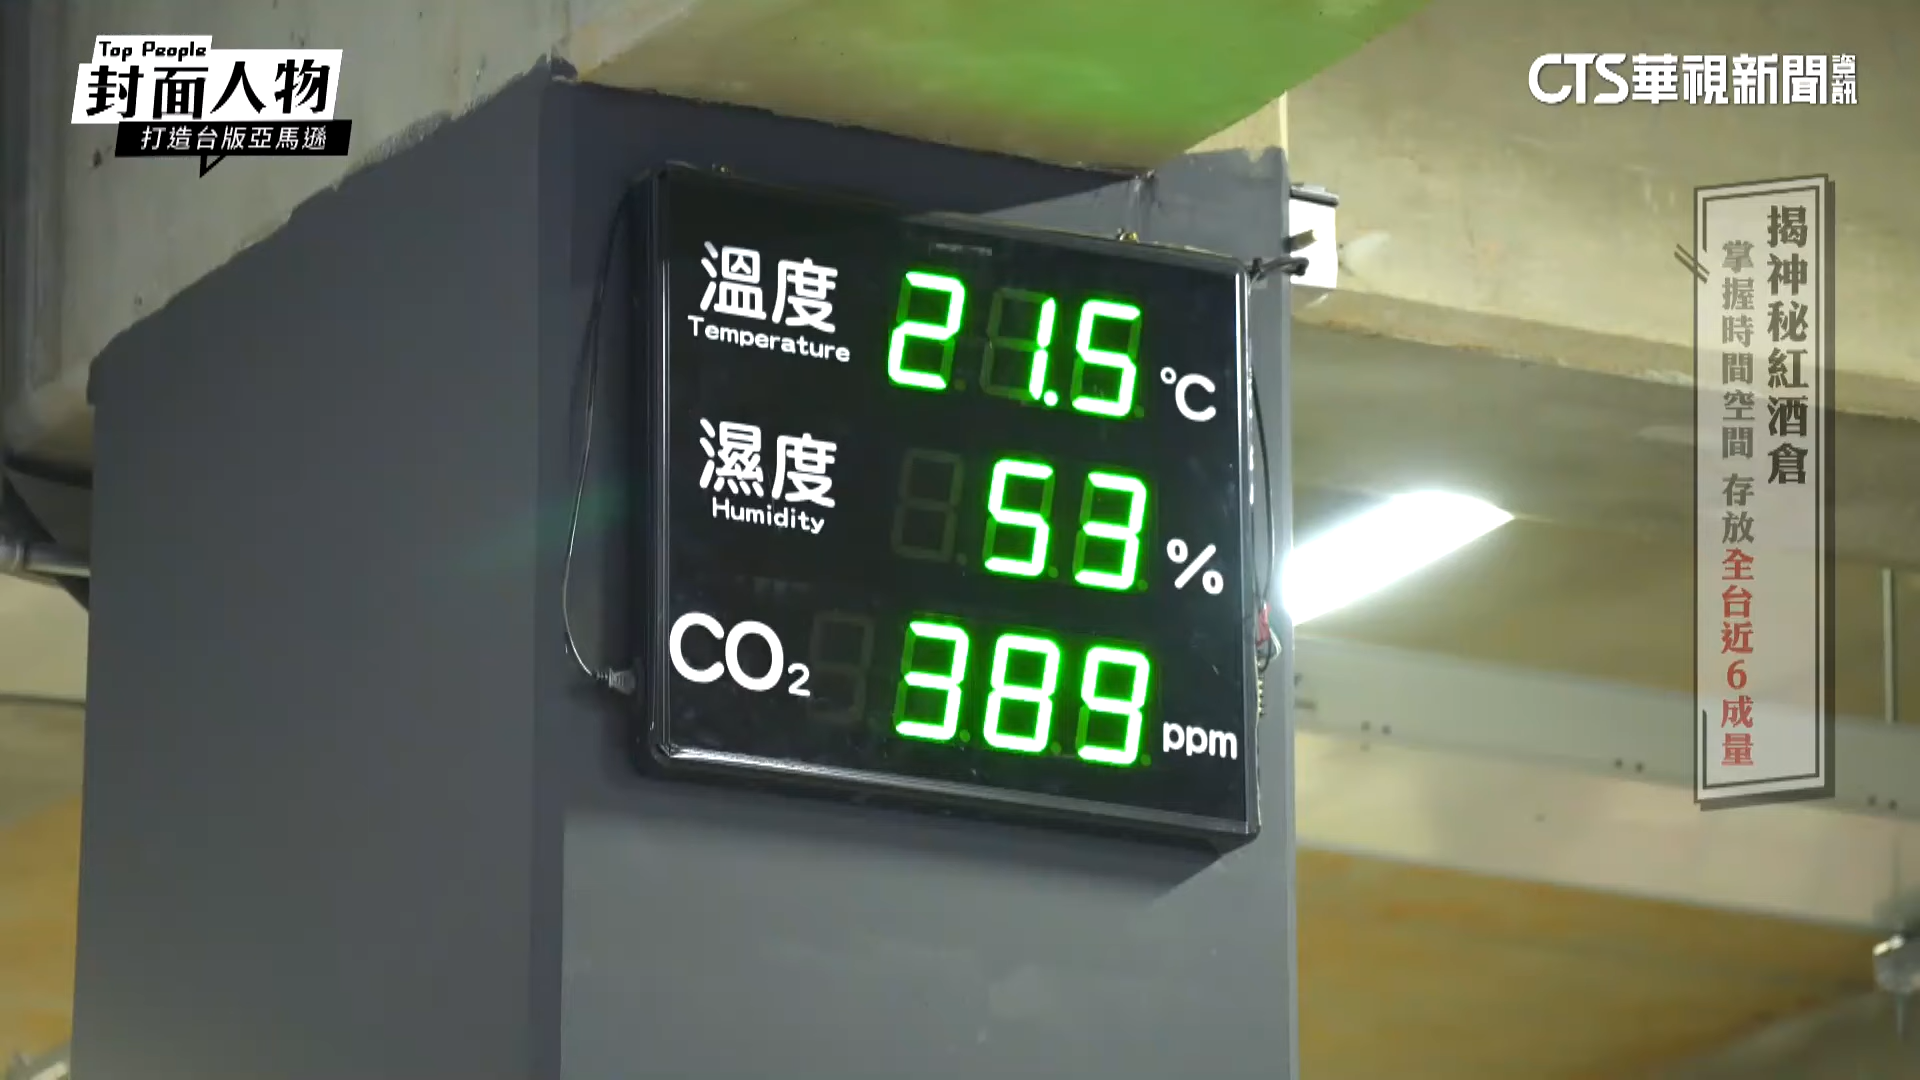 Top People
封面人物
打造台版亞馬遜
CTS華視新聞資訊
溫度
Temperature
21.5 ℃
濕度
Humidity
53 %
CO₂
389 ppm
揭神秘紅酒倉
掌握時間空間 存放全台近6成量